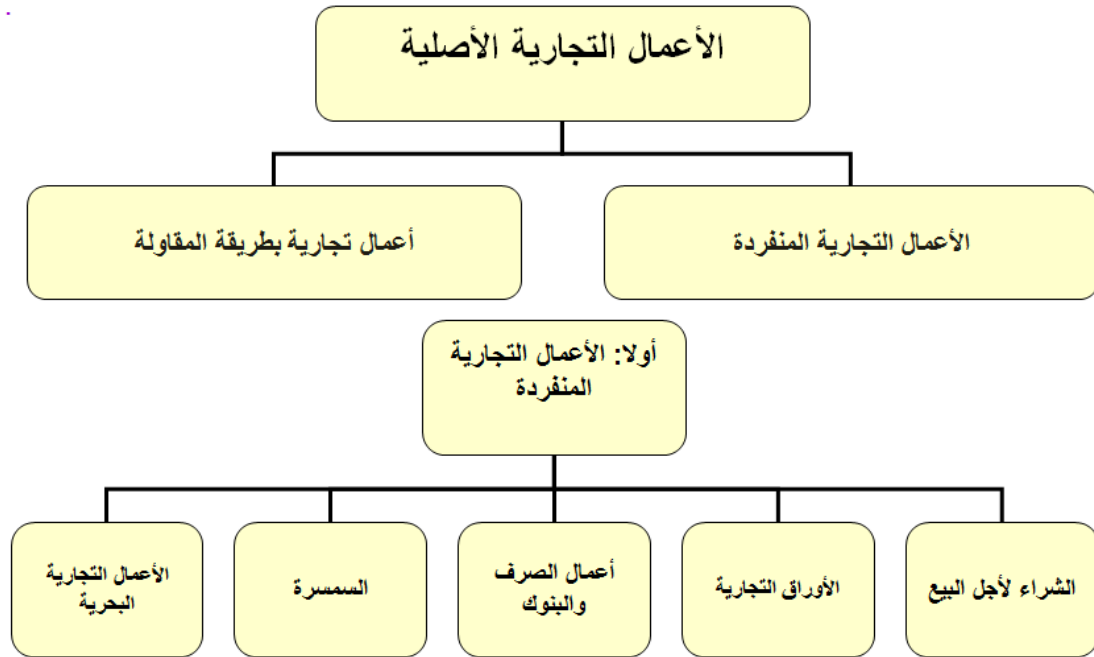 الأعمال التجارية الأصلية
الأعمال التجارية المنفردة
أعمال تجارية بطريقة المقاولة
أولا: الأعمال التجارية
المنفردة
الشراء لأجل البيع
الأوراق التجارية
أعمال الصرف
والبنوك
السمسرة
الأعمال التجارية
البحرية